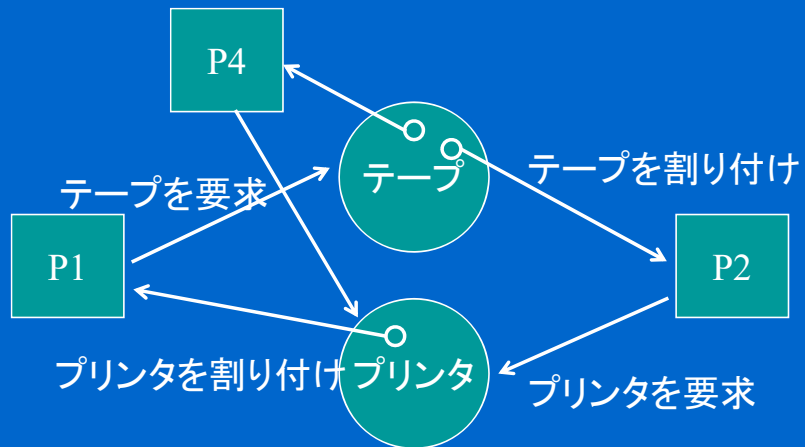 P4
テープ
テープを割り付け
テープを要求
P1
P2
プリンタを割り付け
プリンタ
プリンタを要求